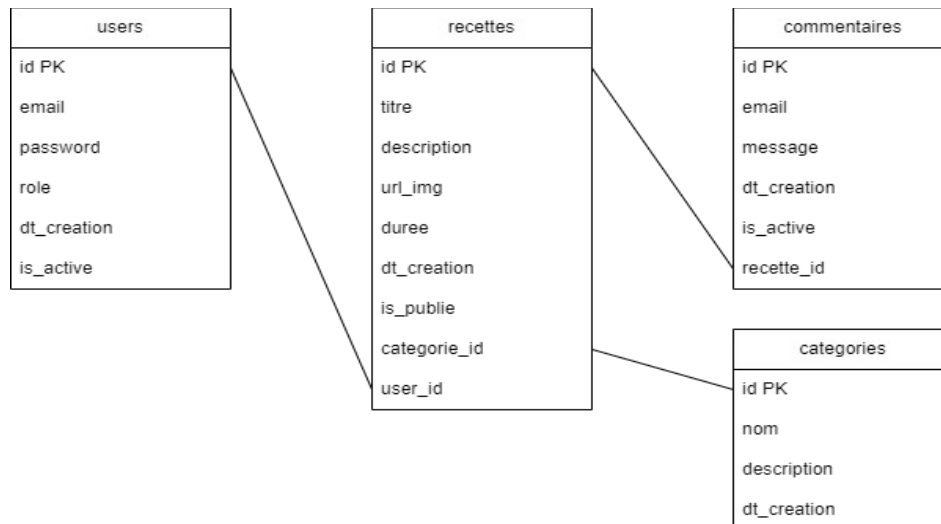 users
id PK
email
password
role
dt_creation
is_active
recettes
id PK
titre
description
url_img
duree
dt_creation
is_publie
categorie_id
user_id
commentaires
id PK
email
message
dt_creation
is_active
recette_id
categories
id PK
nom
description
dt_creation